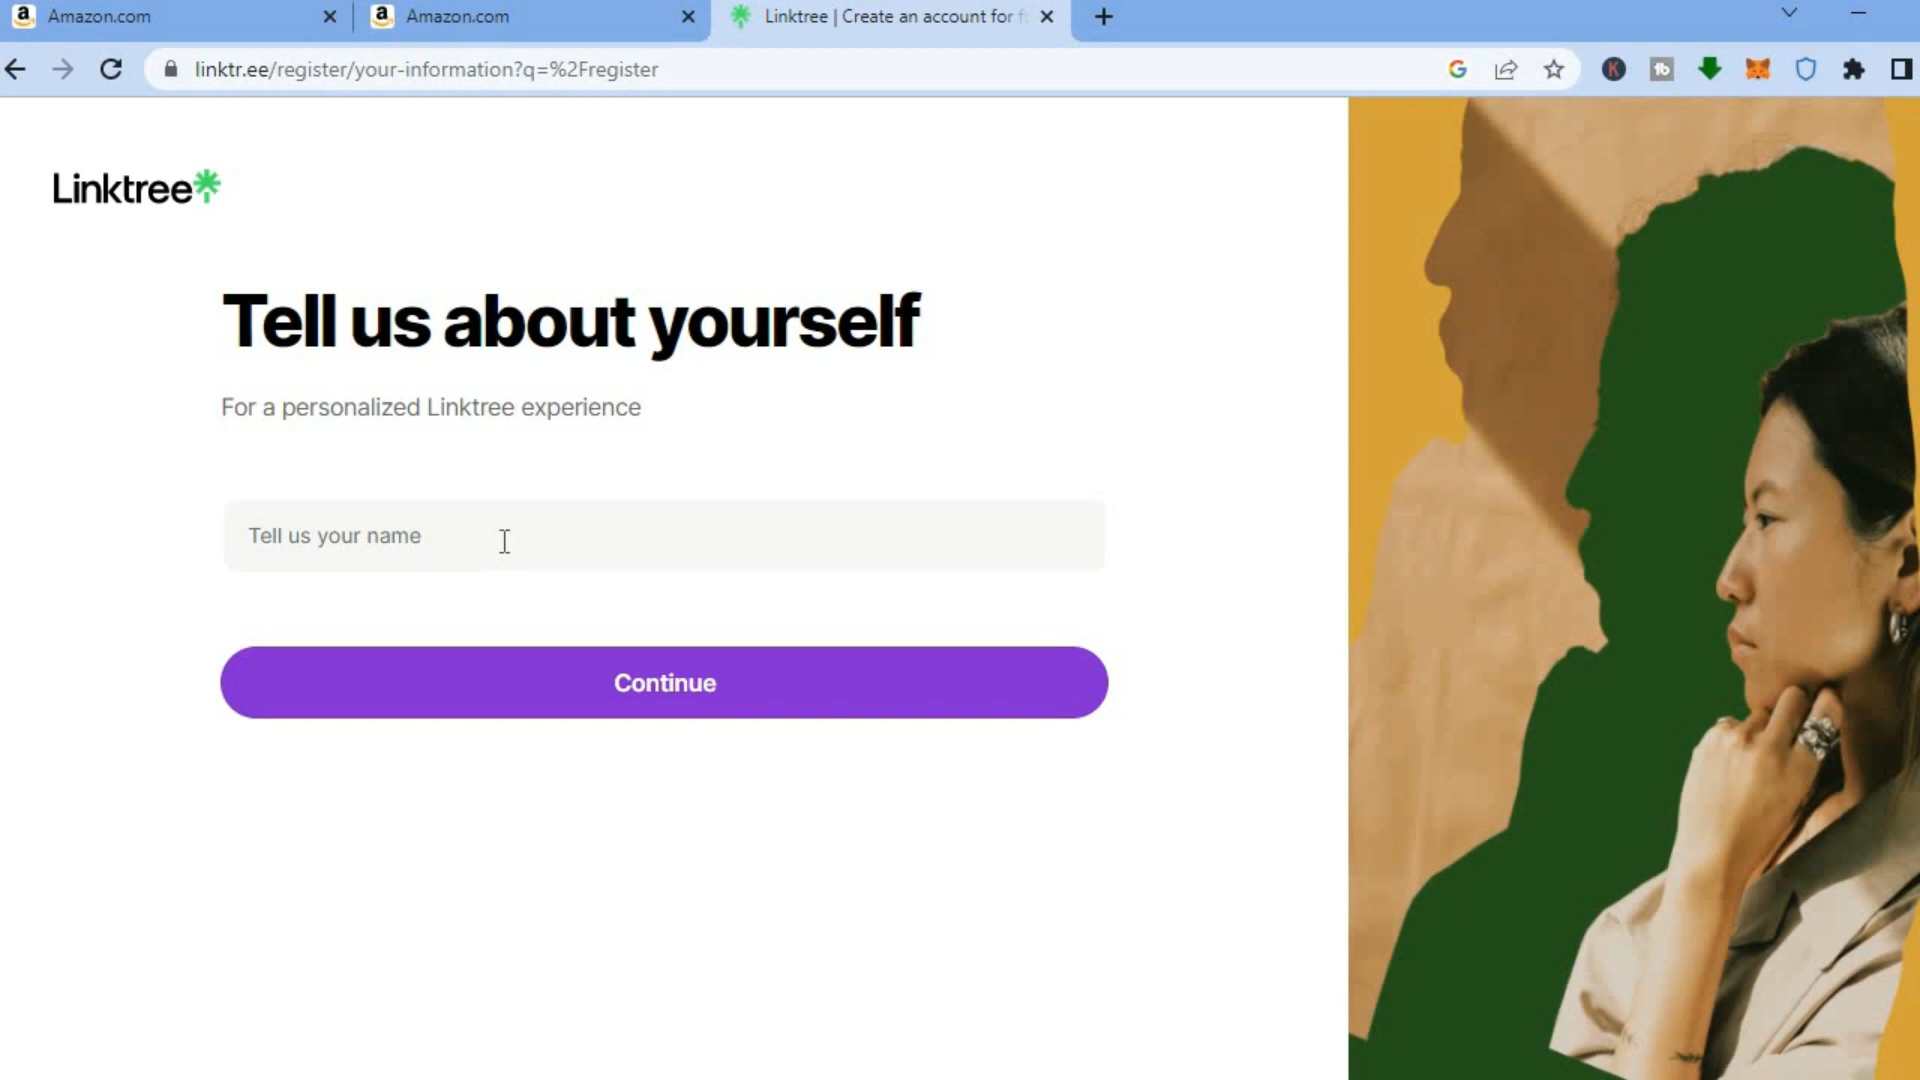 Amazon.com
Amazon.com
Linktree | Create an account for f
linktr.ee/register/your-information?q=%2Fregister
Linktree
Tell us about yourself
For a personalized Linktree experience
Tell us your name
Continue